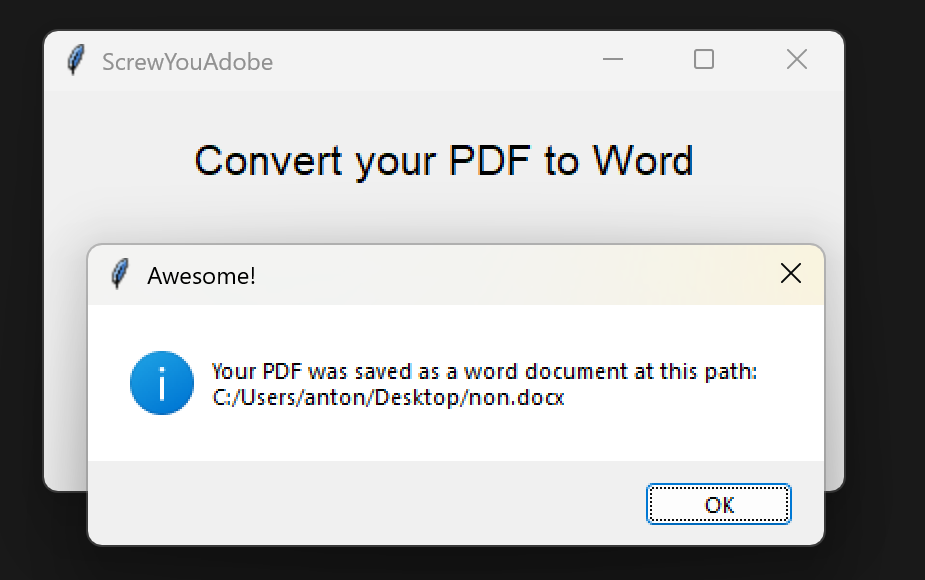 ScrewYouAdobe
Convert your PDF to Word
Awesome!
Your PDF was saved as a word document at this path:
C:/Users/anton/Desktop/non.docx
OK